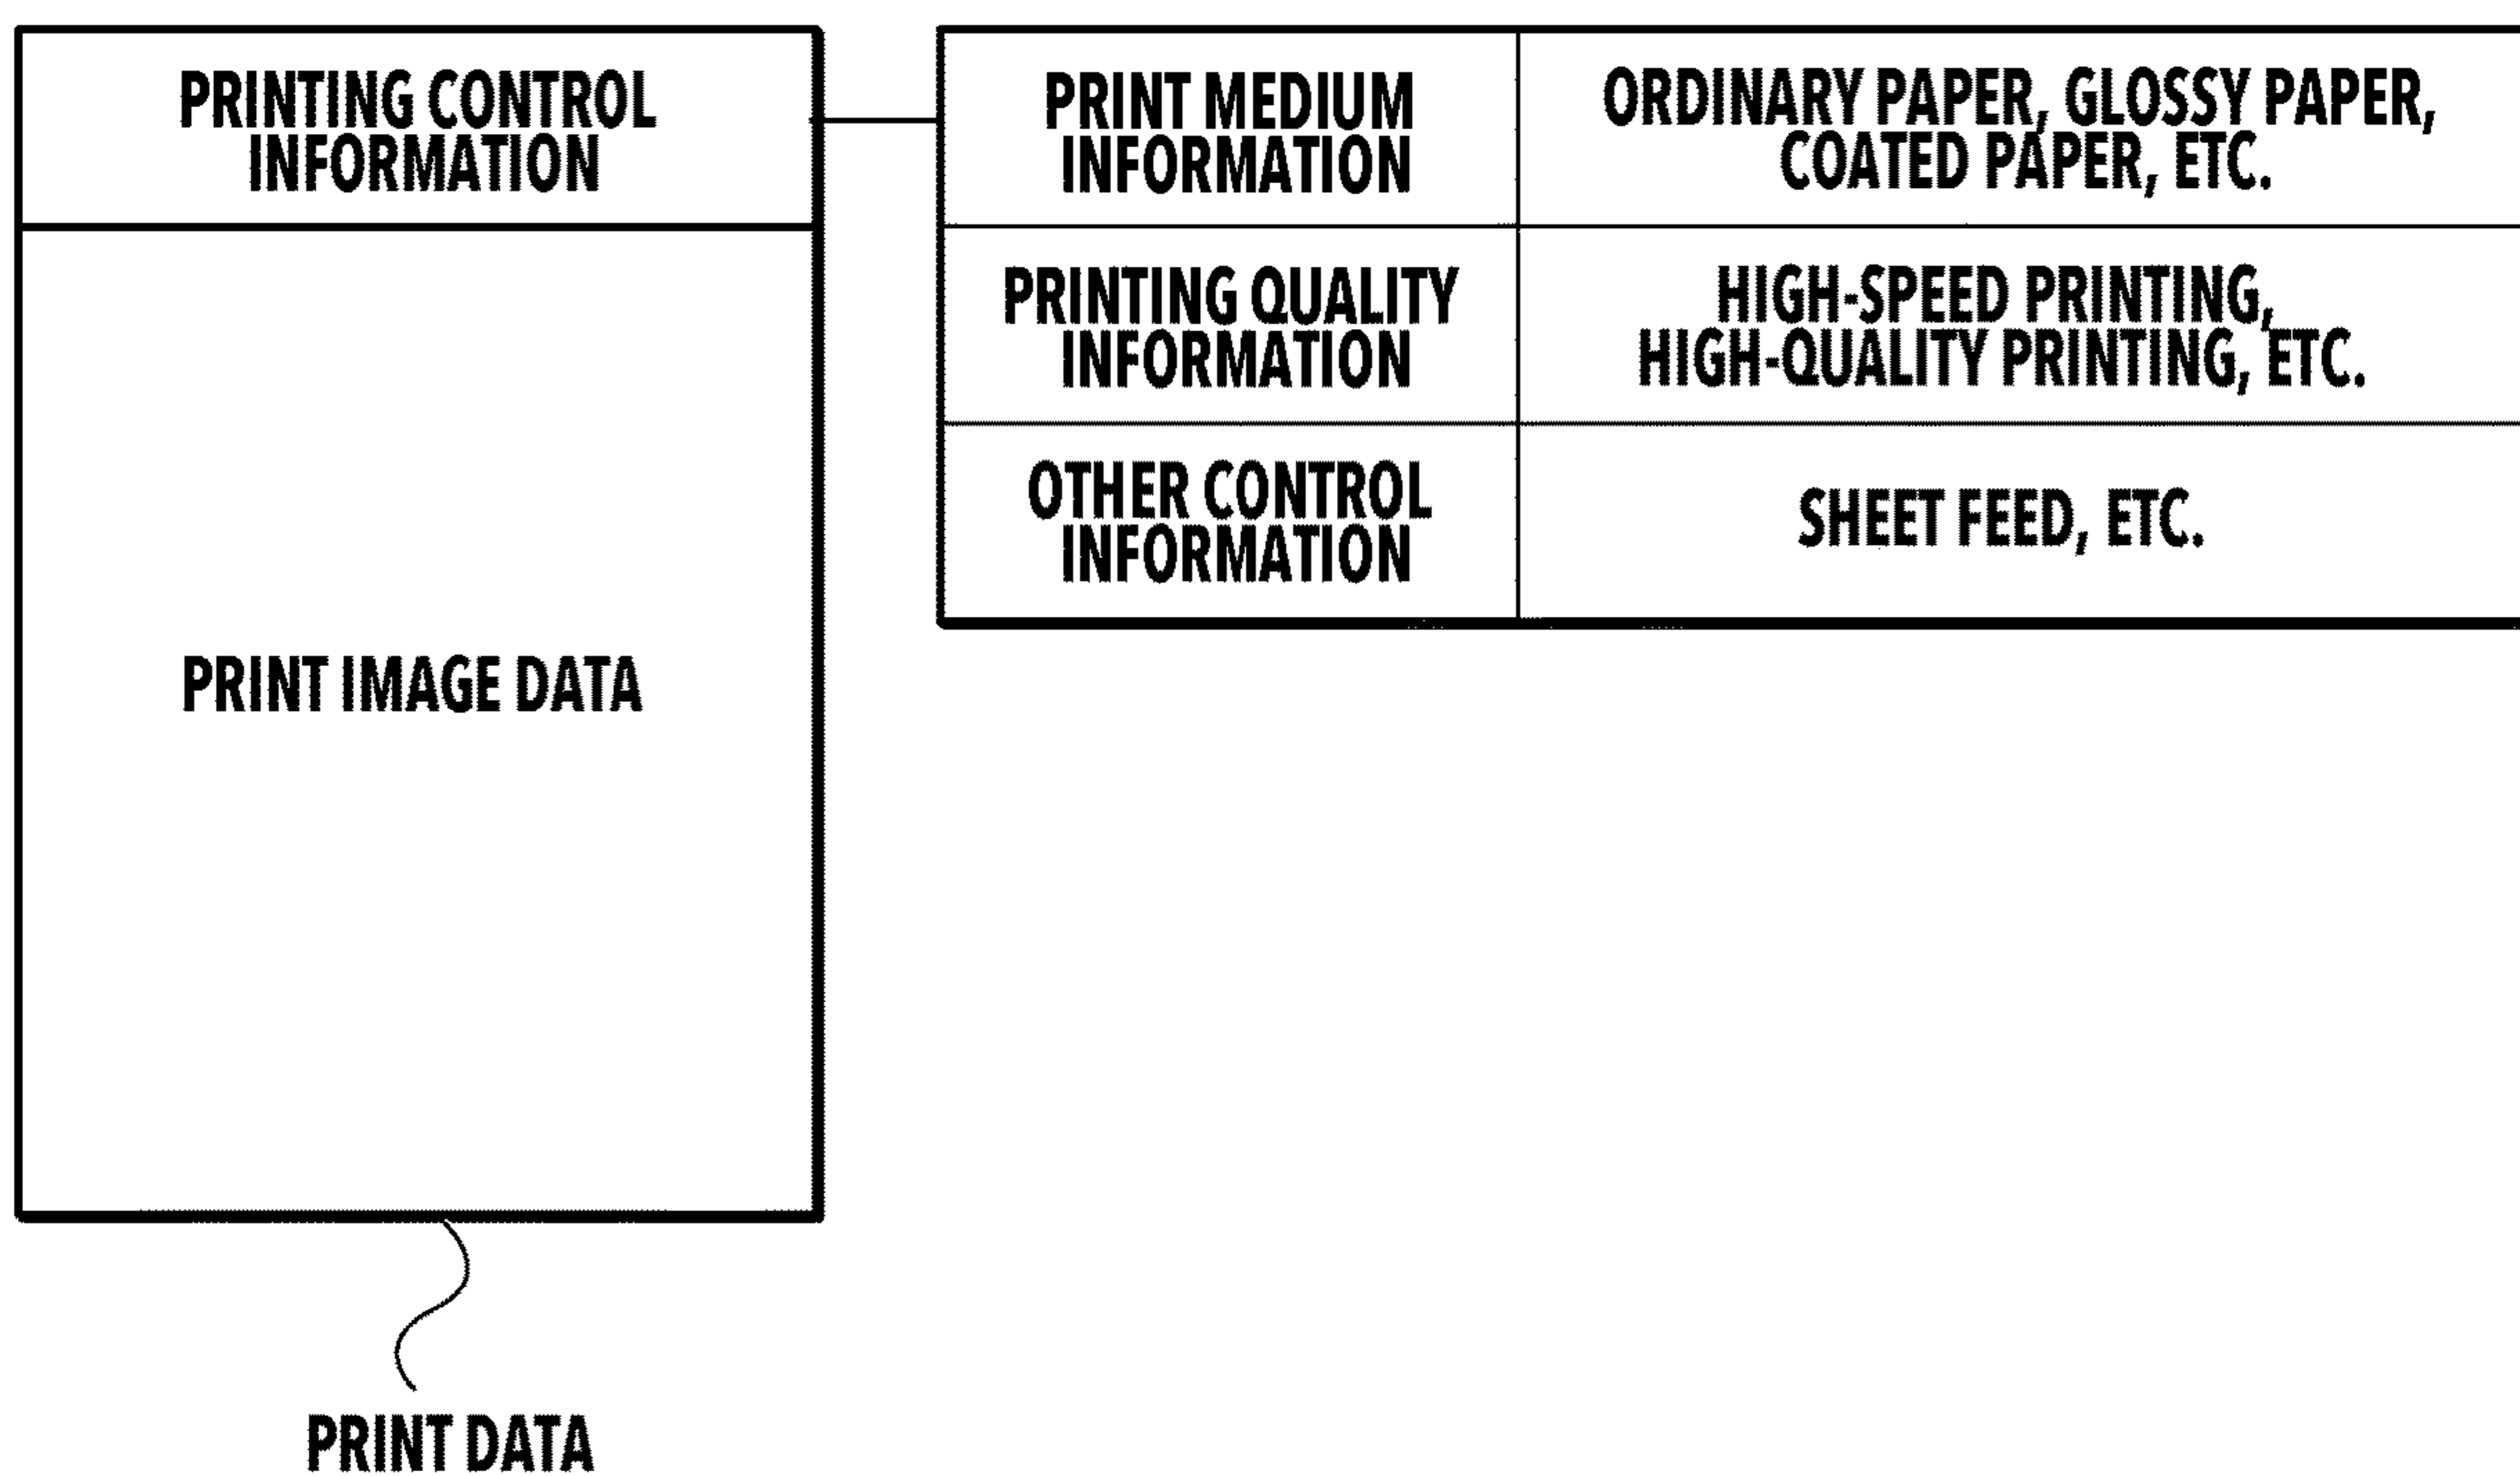 PRINTING CONTROL
INFORMATION
PRINT IMAGE DATA
PRINT DATA
PRINT MEDIUM
INFORMATION
ORDINARY PAPER, GLOSSY PAPER,
COATED PAPER, ETC.
PRINTING QUALITY
INFORMATION
HIGH-SPEED PRINTING,
HIGH-QUALITY PRINTING, ETC.
OTHER CONTROL
INFORMATION
SHEET FEED, ETC.